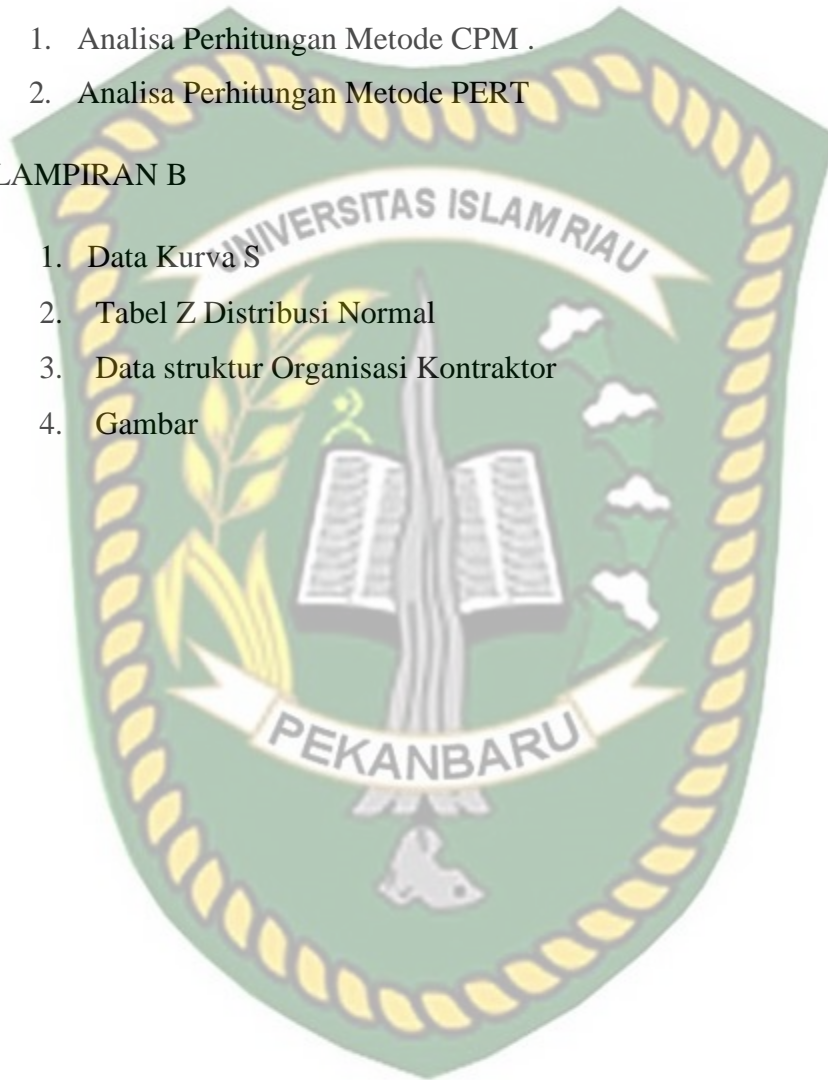 1. Analisa Perhitungan Metode CPM .
2. Analisa Perhitungan Metode PERT
LAMPIRAN B
UNIVERSITAS ISLAM RIAU
1. Data Kurva S
2. Tabel Z Distribusi Normal
3. Data struktur Organisasi Kontraktor
4. Gambar
PEKANBARU